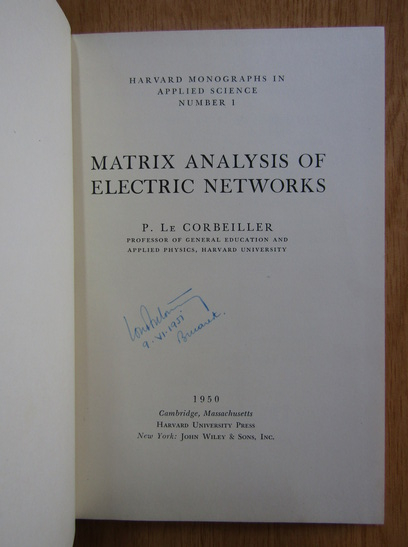 HARVARD MONOGRAPHS IN
APPLIED SCIENCE
NUMBER 1
MATRIX ANALYSIS OF
ELECTRIC NETWORKS
P. Le CORBEILLER
PROFESSOR OF GENERAL EDUCATION AND
APPLIED PHYSICS, HARVARD UNIVERSITY
9-VI-1951
1950
Cambridge, Massachusetts
HARVARD UNIVERSITY PRESS
New York: JOHN WILEY & SONS, INC.